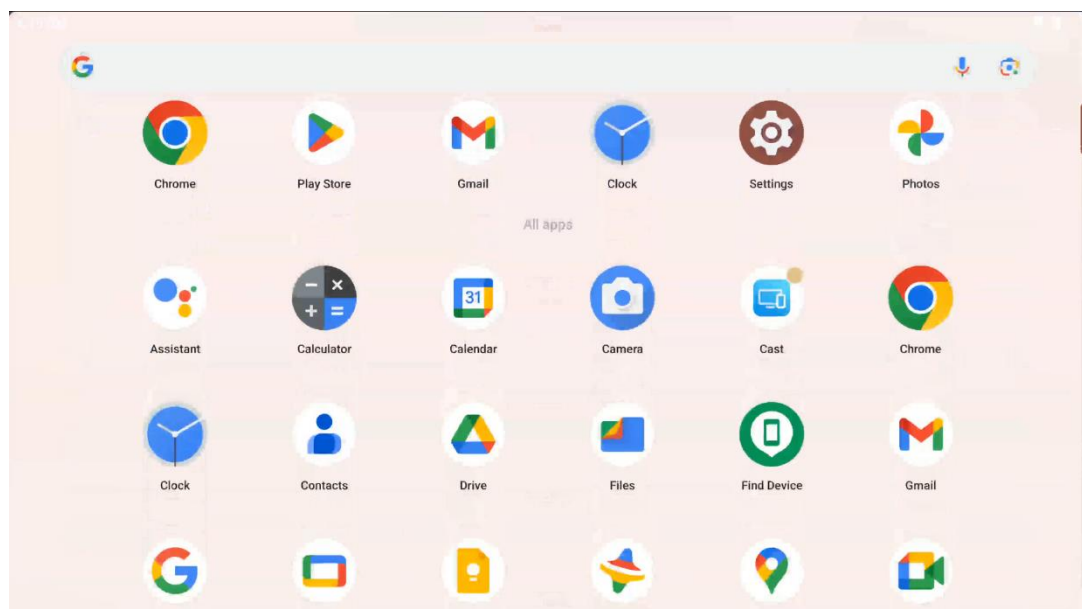 Chrome
Play Store
Gmail
Clock
Settings
Photos
All apps
31
Assistant
Calculator
Calendar
Camera
Cast
Chrome
Clock
Contacts
Drive
Files
Find Device
Gmail